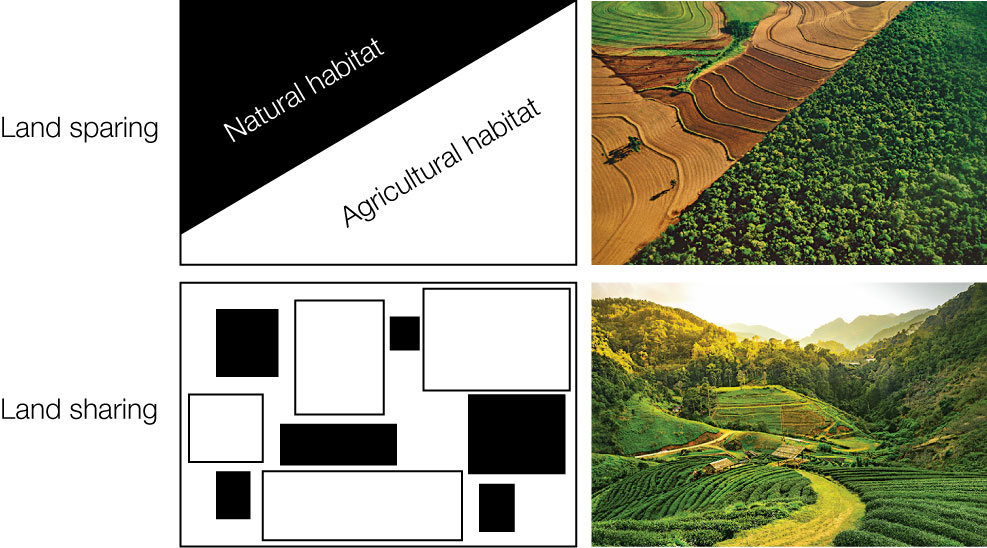 Land sparing
Natural habitat
Agricultural habitat
Land sharing